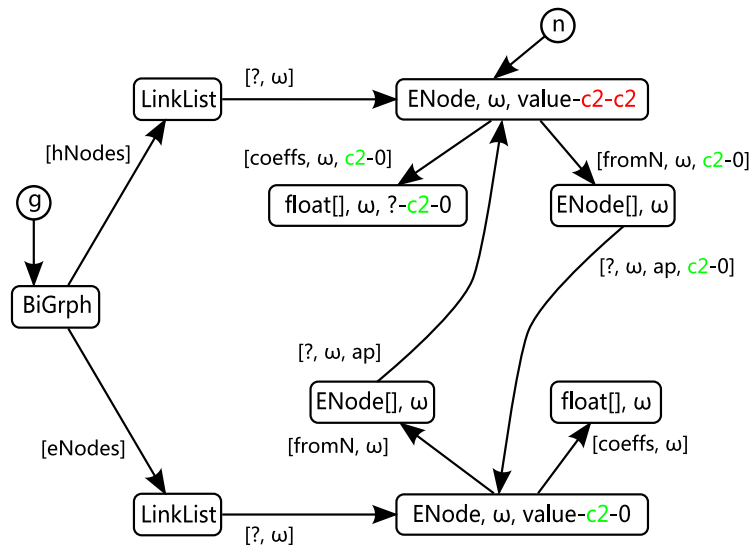 n
[?, ω]
LinkList
ENode, ω, value-c2-c2
[hNodes]
[coeffs, ω, c2-0]
[fromN, ω, c2-0]
g
float[], ω, ?-c2-0
ENode[], ω
[?, ω, ap, c2-0]
BiGrph
[?, ω, ap]
ENode[], ω
float[], ω
[eNodes]
[fromN, ω]
[coeffs, ω]
LinkList
ENode, ω, value-c2-0
[?, ω]